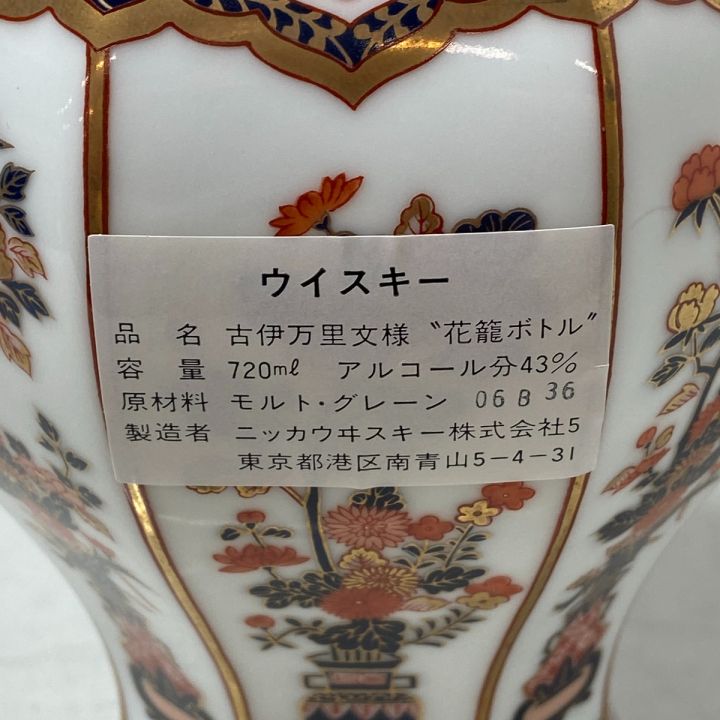 ウイスキー
品名 古伊万里文様 〝花籠ボトル〟
容量 720ml アルコール分43%
原材料 モルト・グレーン 06B36
製造者 ニッカウヰスキー株式会社5
東京都港区南青山5-4-31